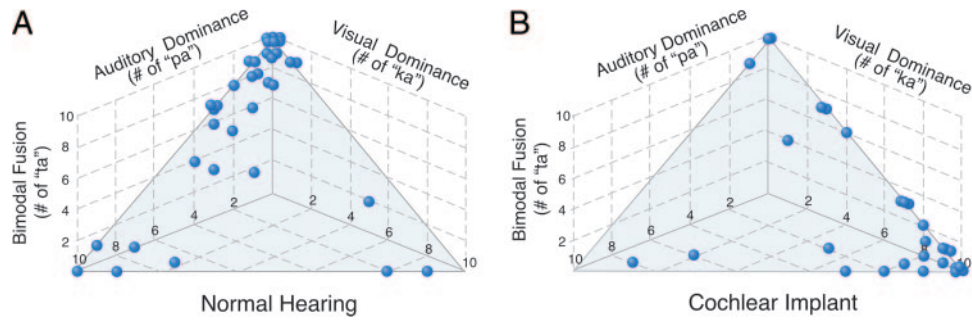 A
Auditory Dominance
(# of "pa")
Visual Dominance
(# of "ka")
Bimodal Fusion
(# of "ta")
10
8
6
4
2
10
8
6
4
2
2
4
6
8
10
Normal Hearing
B
Auditory Dominance
(# of "pa")
Visual Dominance
(# of "ka")
Bimodal Fusion
(# of "ta")
10
8
6
4
2
10
8
6
4
2
2
4
6
8
10
Cochlear Implant